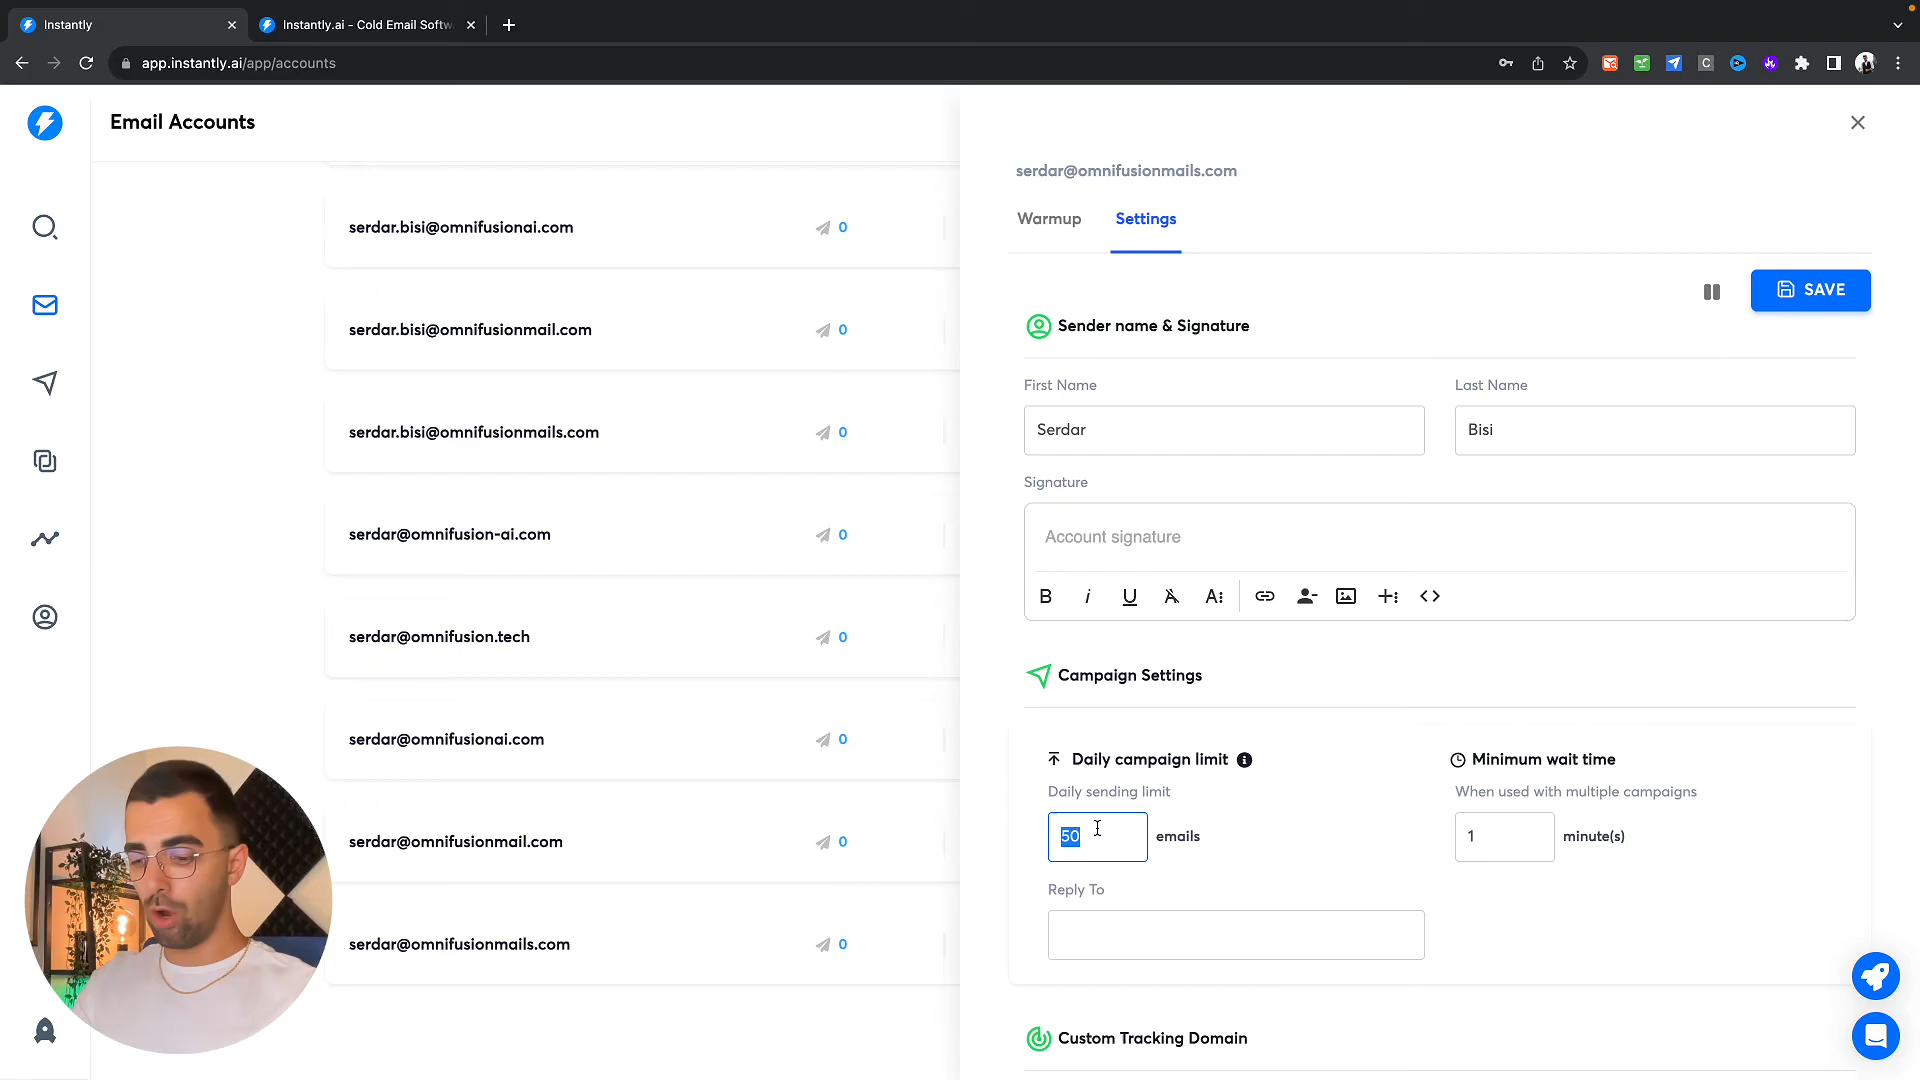 Instantly
Instantly.ai - Cold Email Softw
app.instantly.ai/app/accounts
Email Accounts
serdar.bisi@omnifusionai.com 0
serdar.bisi@omnifusionmail.com 0
serdar.bisi@omnifusionmails.com 0
serdar@omnifusion-ai.com 0
serdar@omnifusion.tech 0
serdar@omnifusionai.com 0
serdar@omnifusionmail.com 0
serdar@omnifusionmails.com 0
serdar@omnifusionmails.com
Warmup Settings
SAVE
Sender name & Signature
First Name Last Name
Serdar Bisi
Signature
Account signature
Campaign Settings
Daily campaign limit Minimum wait time
Daily sending limit When used with multiple campaigns
50 emails 1 minute(s)
Reply To
Custom Tracking Domain